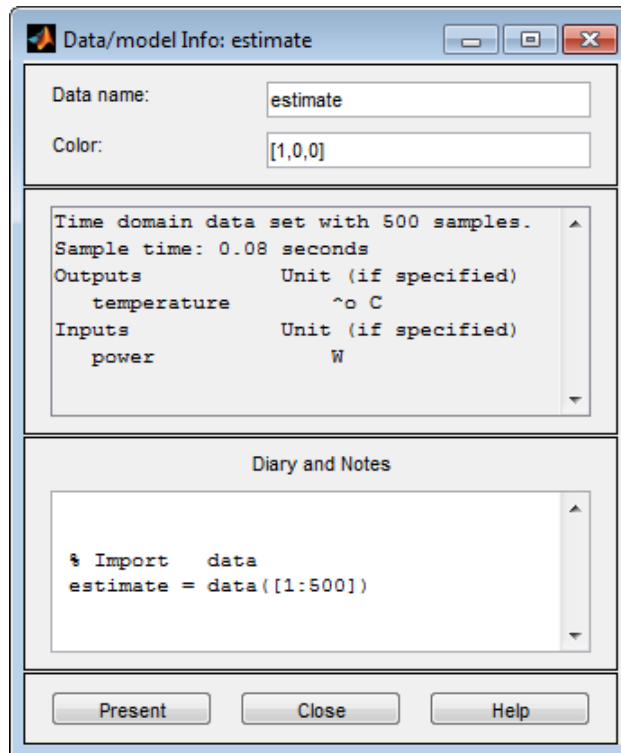 Data/model Info: estimate
Data name: estimate
Color: [1,0,0]
Time domain data set with 500 samples.
Sample time: 0.08 seconds
Outputs Unit (if specified)
temperature ^o C
Inputs Unit (if specified)
power W
Diary and Notes
% Import data
estimate = data([1:500])
Present Close Help